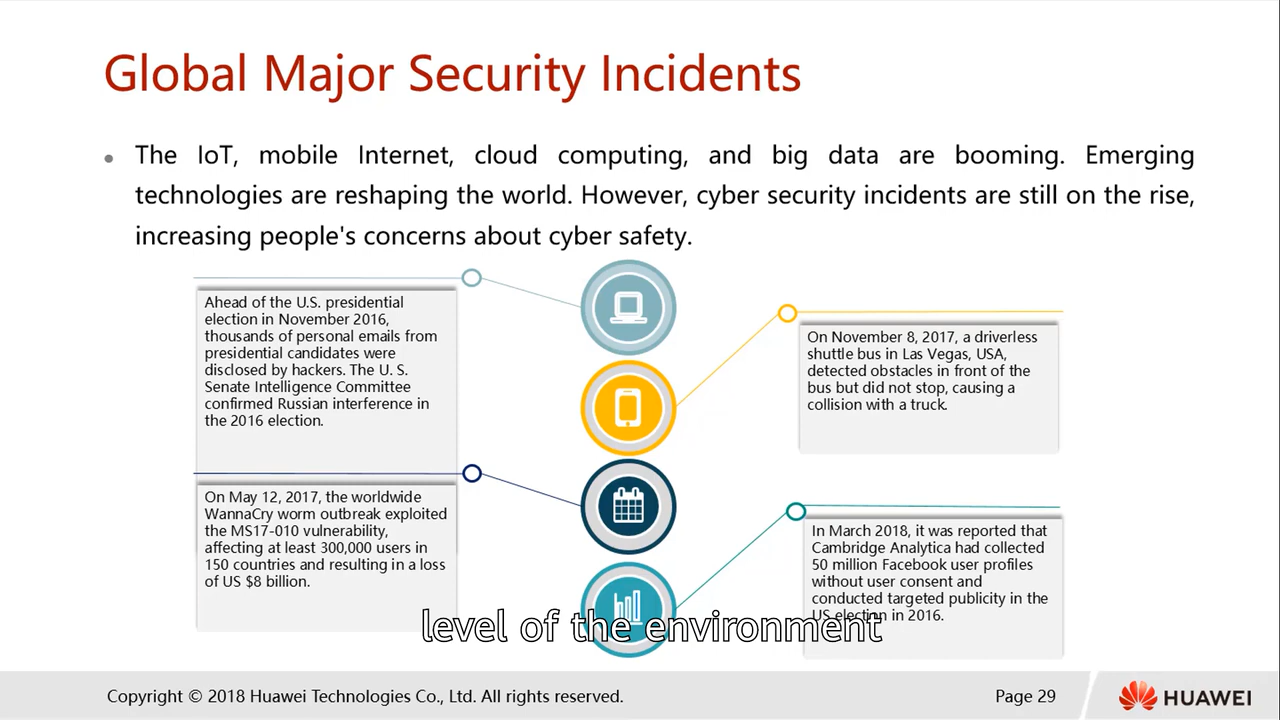 Global Major Security Incidents
• The IoT, mobile Internet, cloud computing, and big data are booming. Emerging
technologies are reshaping the world. However, cyber security incidents are still on the rise,
increasing people's concerns about cyber safety.
Ahead of the U.S. presidential
election in November 2016,
thousands of personal emails from
presidential candidates were
disclosed by hackers. The U. S.
Senate Intelligence Committee
confirmed Russian interference in
the 2016 election.
On November 8, 2017, a driverless
shuttle bus in Las Vegas, USA,
detected obstacles in front of the
bus but did not stop, causing a
collision with a truck.
On May 12, 2017, the worldwide
WannaCry worm outbreak exploited
the MS17-010 vulnerability,
affecting at least 300,000 users in
150 countries and resulting in a loss
of US $8 billion.
In March 2018, it was reported that
Cambridge Analytica had collected
50 million Facebook user profiles
without user consent and
conducted targeted publicity in the
US election in 2016.
level of the environment
Copyright © 2018 Huawei Technologies Co., Ltd. All rights reserved.
Page 29
HUAWEI